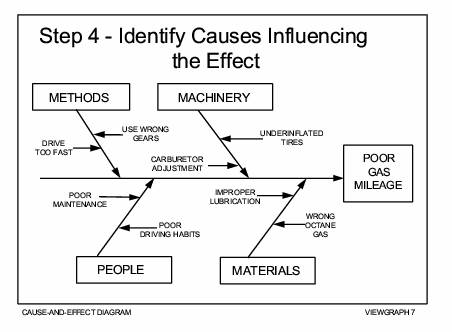 Step 4 - Identify Causes Influencing
the Effect
METHODS
MACHINERY
USE WRONG
GEARS
DRIVE
TOO FAST
UNDERINFLATED
TIRES
CARBURETOR
ADJUSTMENT
POOR
GAS
MILEAGE
POOR
MAINTENANCE
IMPROPER
LUBRICATION
POOR
DRIVING HABITS
WRONG
OCTANE
GAS
PEOPLE
MATERIALS
CAUSE-AND-EFFECT DIAGRAM
VIEWGRAPH 7